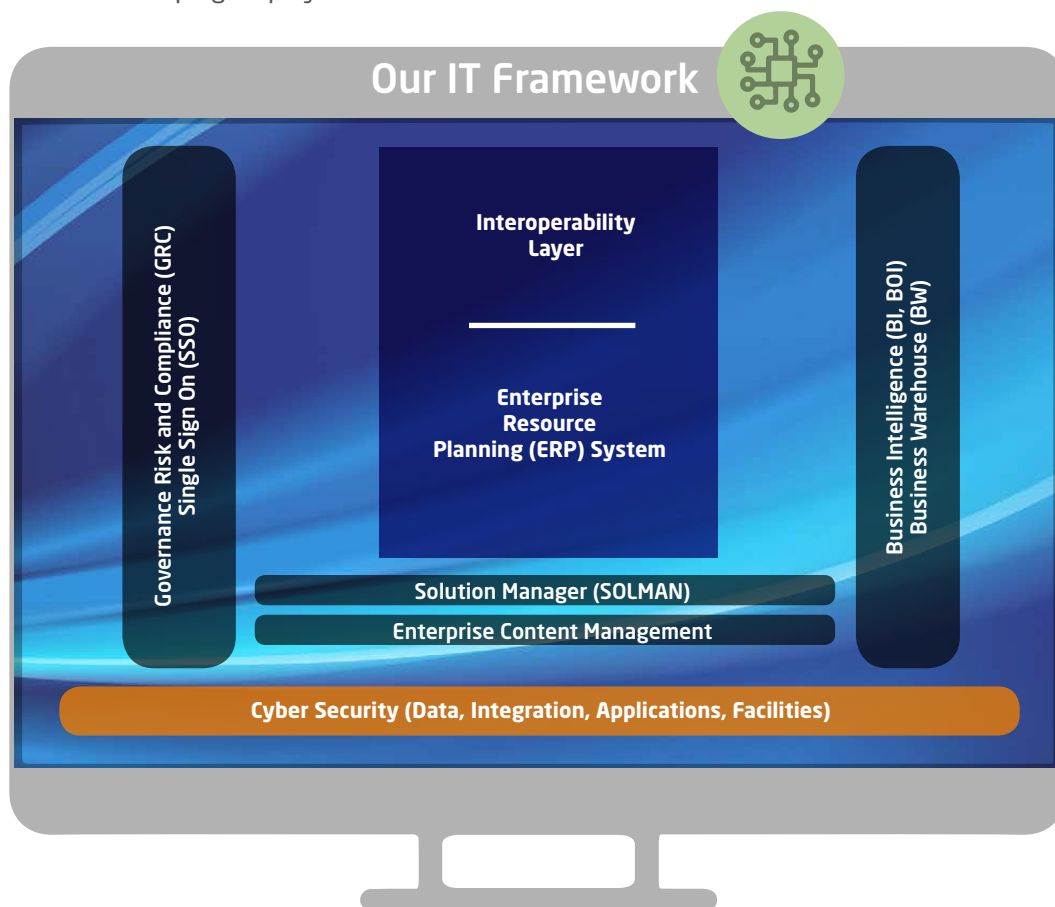 Our IT Framework
Governance Risk and Compliance (GRC)
Single Sign On (SSO)
Interoperability
Layer
Enterprise
Resource
Planning (ERP) System
Business Intelligence (BI, BOI)
Business Warehouse (BW)
Solution Manager (SOLMAN)
Enterprise Content Management
Cyber Security (Data, Integration, Applications, Facilities)